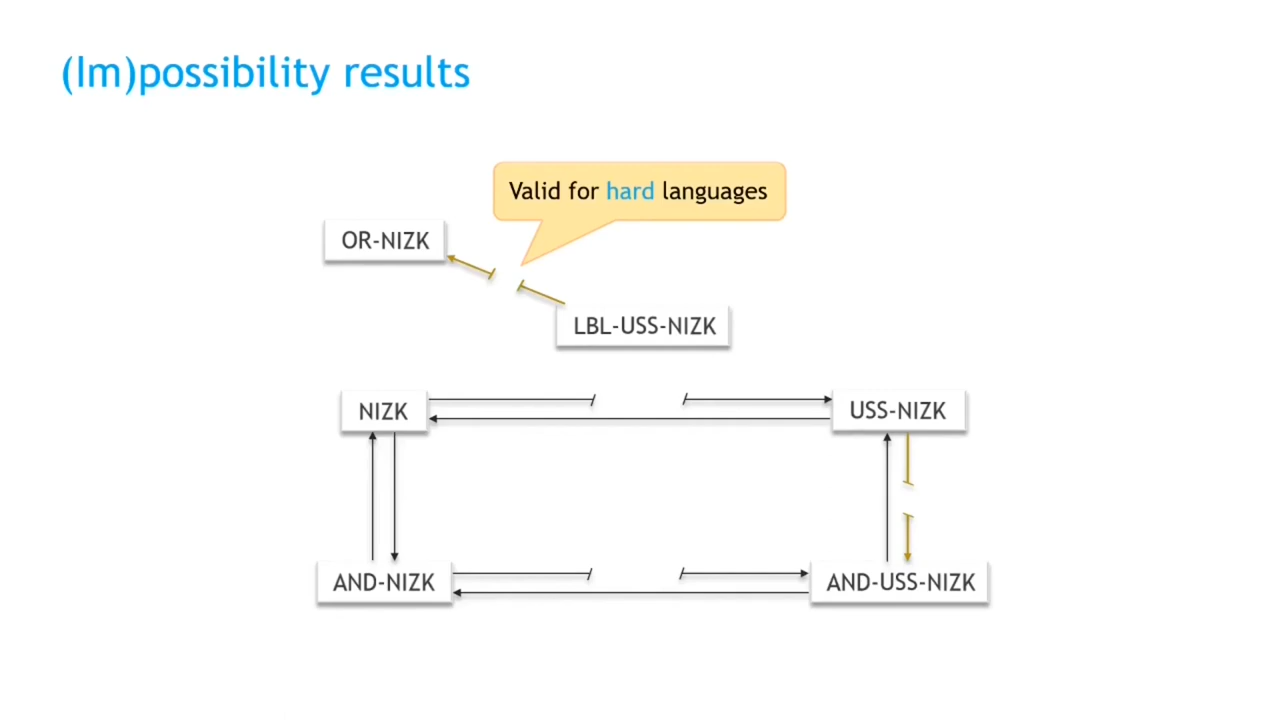 (Im)possibility results
Valid for hard languages
OR-NIZK
LBL-USS-NIZK
NIZK
USS-NIZK
AND-NIZK
AND-USS-NIZK